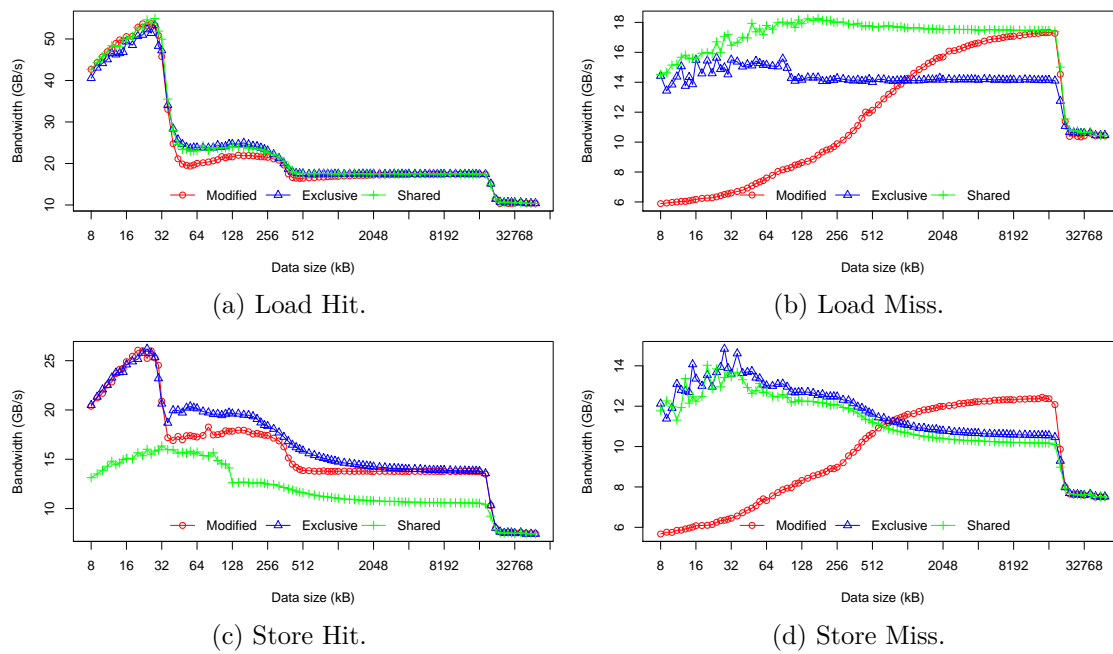 Bandwidth (GB/s)
50
40
30
20
10
Modified Exclusive Shared
8 16 32 64 128 256 512 2048 8192 32768
Data size (kB)
(a) Load Hit.
Bandwidth (GB/s)
18
16
14
12
10
8
6
Modified Exclusive Shared
8 16 32 64 128 256 512 2048 8192 32768
Data size (kB)
(b) Load Miss.
Bandwidth (GB/s)
25
20
15
10
Modified Exclusive Shared
8 16 32 64 128 256 512 2048 8192 32768
Data size (kB)
(c) Store Hit.
Bandwidth (GB/s)
14
12
10
8
6
Modified Exclusive Shared
8 16 32 64 128 256 512 2048 8192 32768
Data size (kB)
(d) Store Miss.